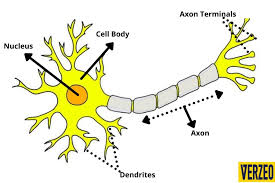 Axon Terminals
Cell Body
Nucleus
Axon
Dendrites
VERZEO